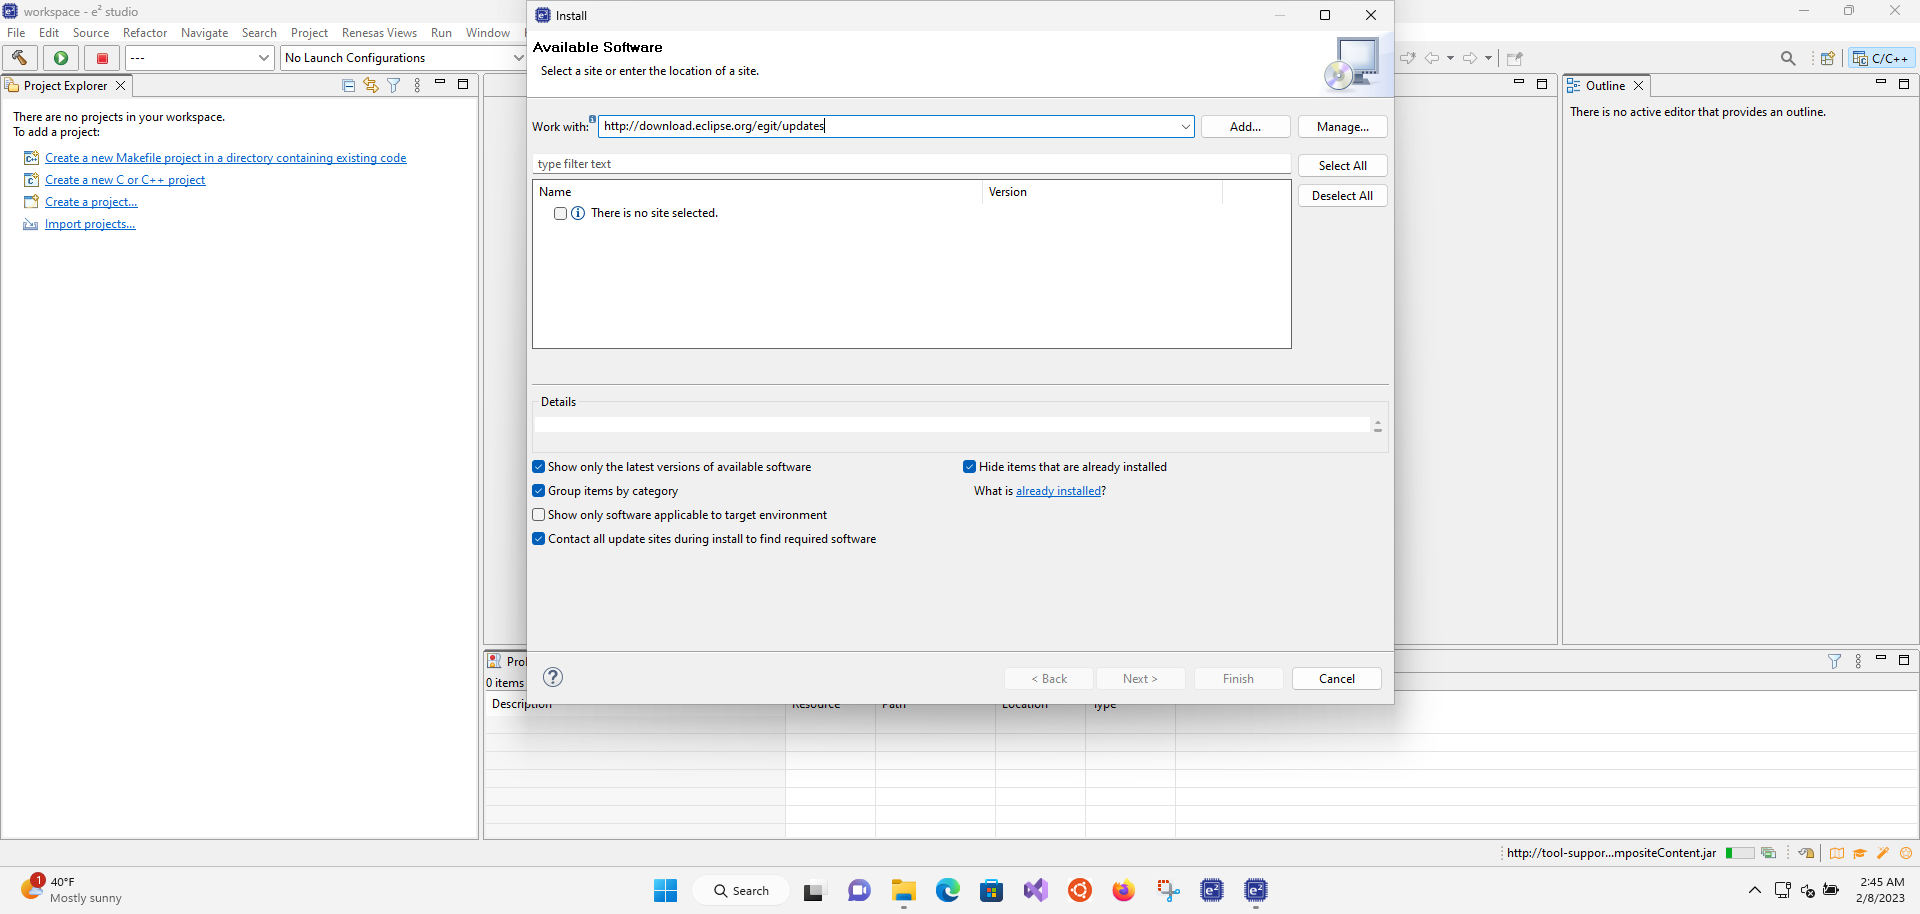 workspace - e² studio
File Edit Source Refactor Navigate Search Project Renesas Views Run Window
--- No Launch Configurations
C/C++
Project Explorer
There are no projects in your workspace.
To add a project:
Create a new Makefile project in a directory containing existing code
Create a new C or C++ project
Create a project...
Import projects...
Install
Available Software
Select a site or enter the location of a site.
Work with: http://download.eclipse.org/egit/updates Add... Manage...
type filter text Select All
Name Version
Deselect All
There is no site selected.
Details
Show only the latest versions of available software Hide items that are already installed
Group items by category What is already installed?
Show only software applicable to target environment
Contact all update sites during install to find required software
? < Back Next > Finish Cancel
Outline
There is no active editor that provides an outline.
0 items
Description Resource Path Location Type
http://tool-suppor...mpositeContent.jar
1
40°F
Mostly sunny
Search
e² e²
2:45 AM
2/8/2023